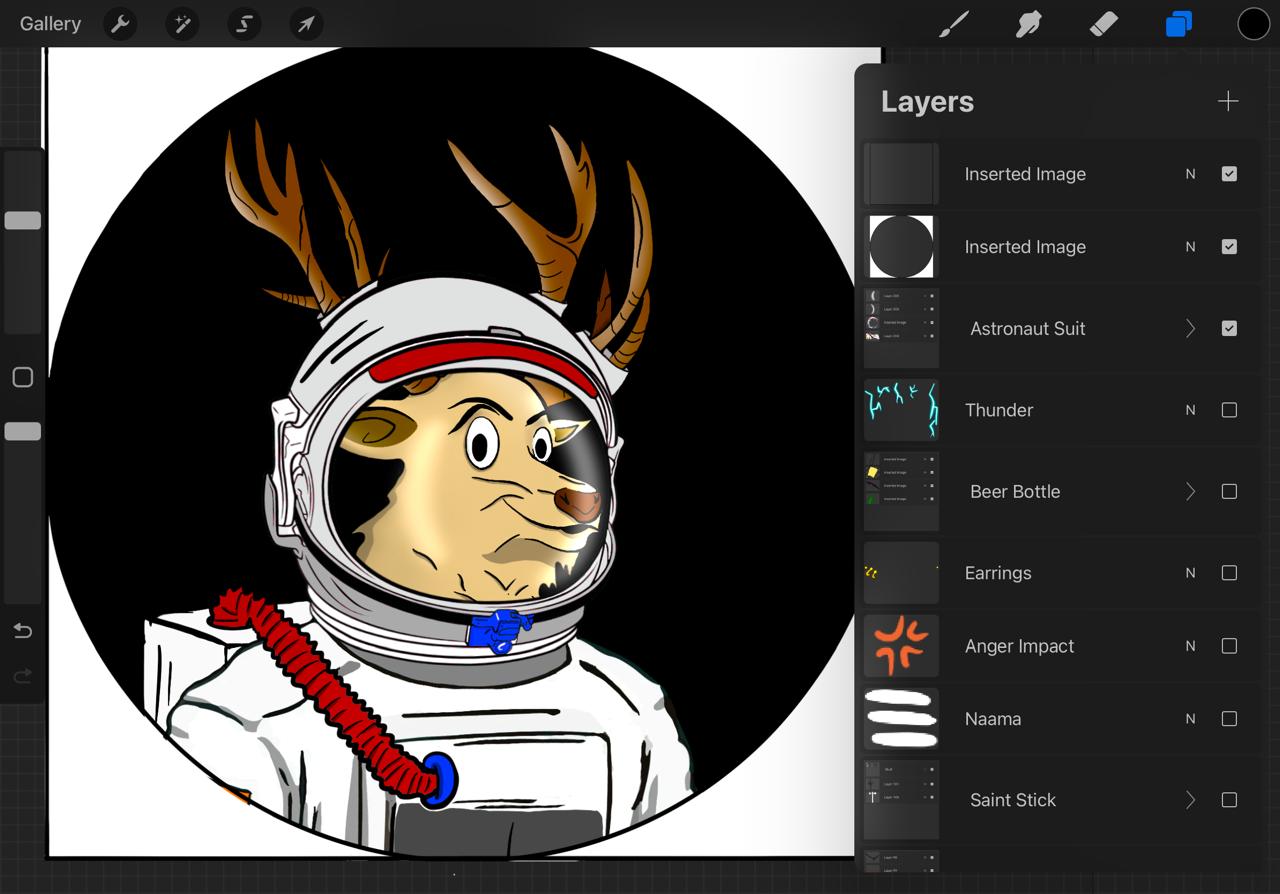 Gallery
Layers
Inserted Image N
Inserted Image N
Astronaut Suit
Thunder N
Beer Bottle
Earrings N
Anger Impact N
Naama N
Saint Stick